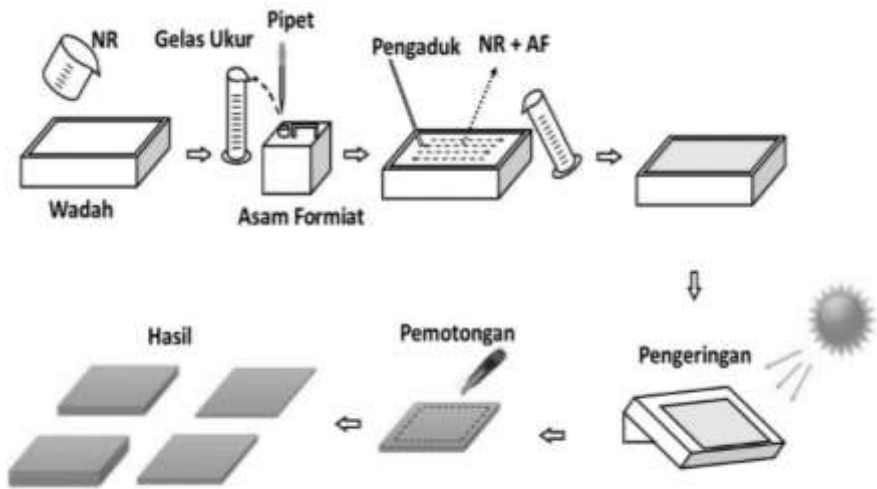 NR
Gelas Ukur
Pipet
Pengaduk
NR + AF
Wadah
Asam Formiat
Hasil
Pemotongan
Pengeringan